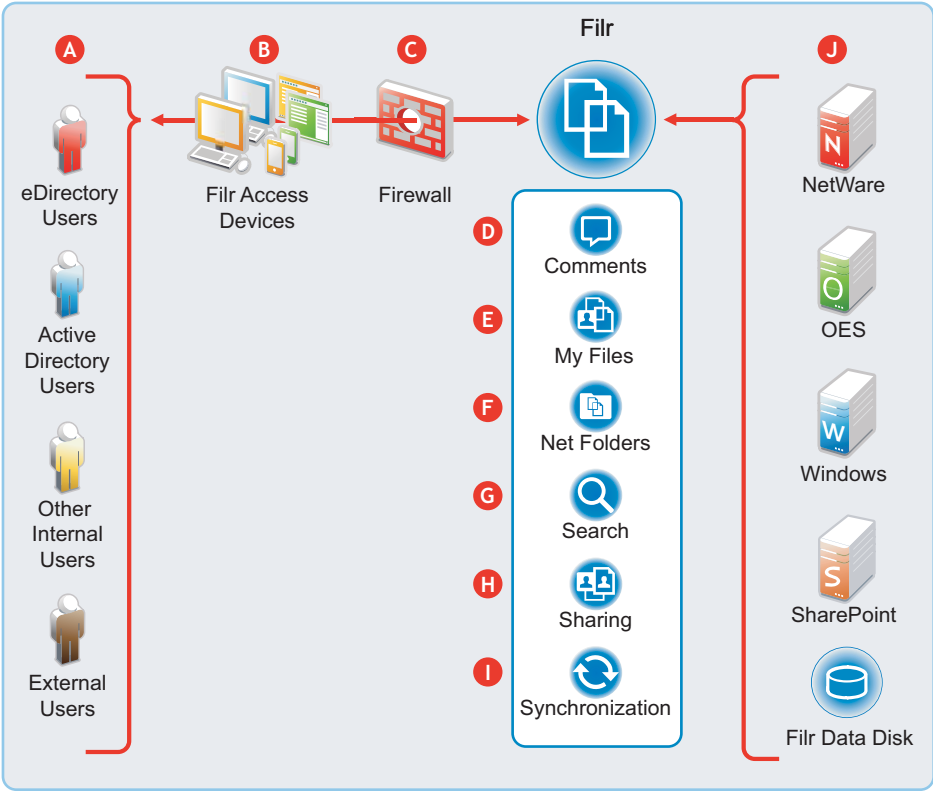 Filr
A
B
C
J
eDirectory
Users
Active
Directory
Users
Other
Internal
Users
External
Users
Filr Access
Devices
Firewall
D
Comments
E
My Files
F
Net Folders
G
Search
H
Sharing
I
Synchronization
N
NetWare
O
OES
W
Windows
S
SharePoint
Filr Data Disk